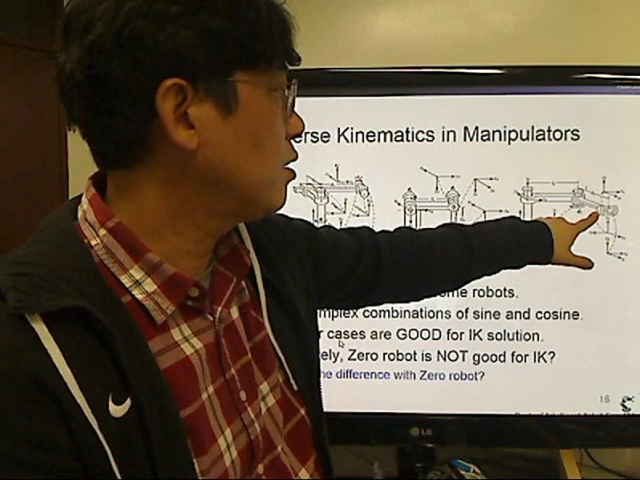 erse Kinematics in Manipulators
ome robots.
mplex combinations of sine and cosine.
r cases are GOOD for IK solution.
ely, Zero robot is NOT good for IK?
he difference with Zero robot?
LG